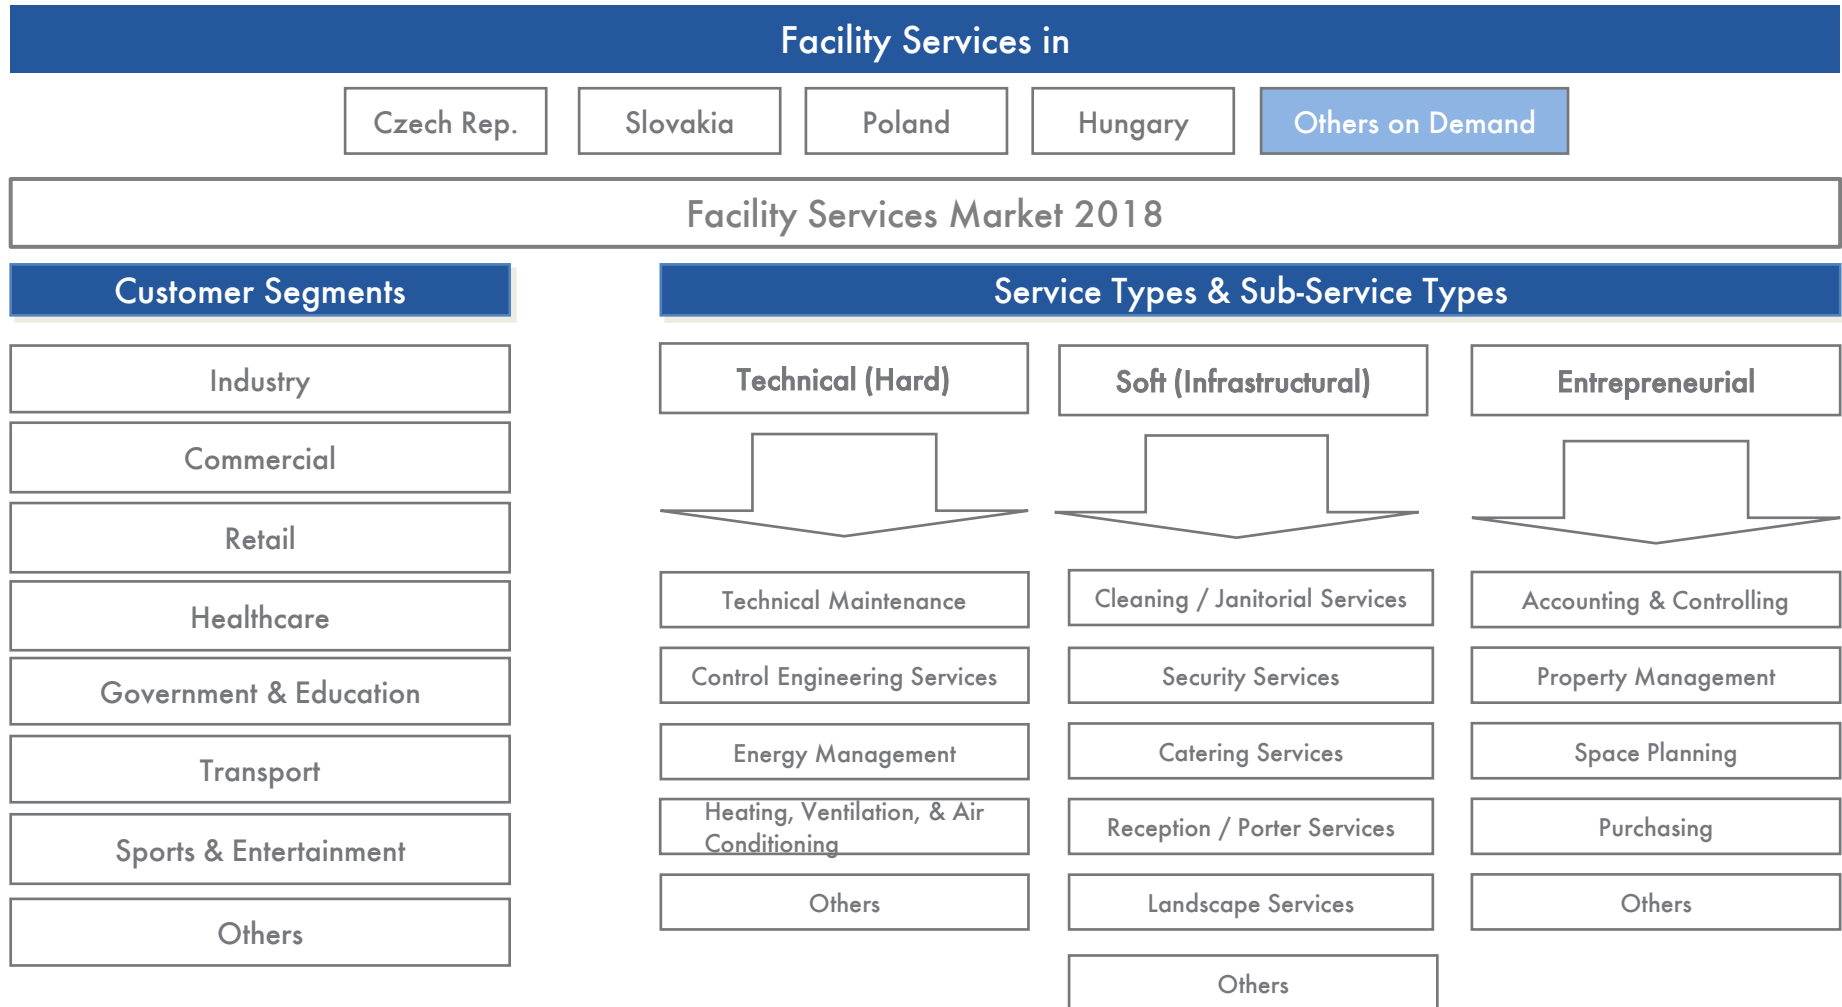 Facility Services in
Czech Rep.
Slovakia
Poland
Hungary
Others on Demand
Facility Services Market 2018
Customer Segments
Industry
Commercial
Retail
Healthcare
Government & Education
Transport
Sports & Entertainment
Others
Service Types & Sub-Service Types
Technical (Hard)
Technical Maintenance
Control Engineering Services
Energy Management
Heating, Ventilation, & Air
Conditioning
Others
Soft (Infrastructural)
Cleaning / Janitorial Services
Security Services
Catering Services
Reception / Porter Services
Landscape Services
Others
Entrepreneurial
Accounting & Controlling
Property Management
Space Planning
Purchasing
Others